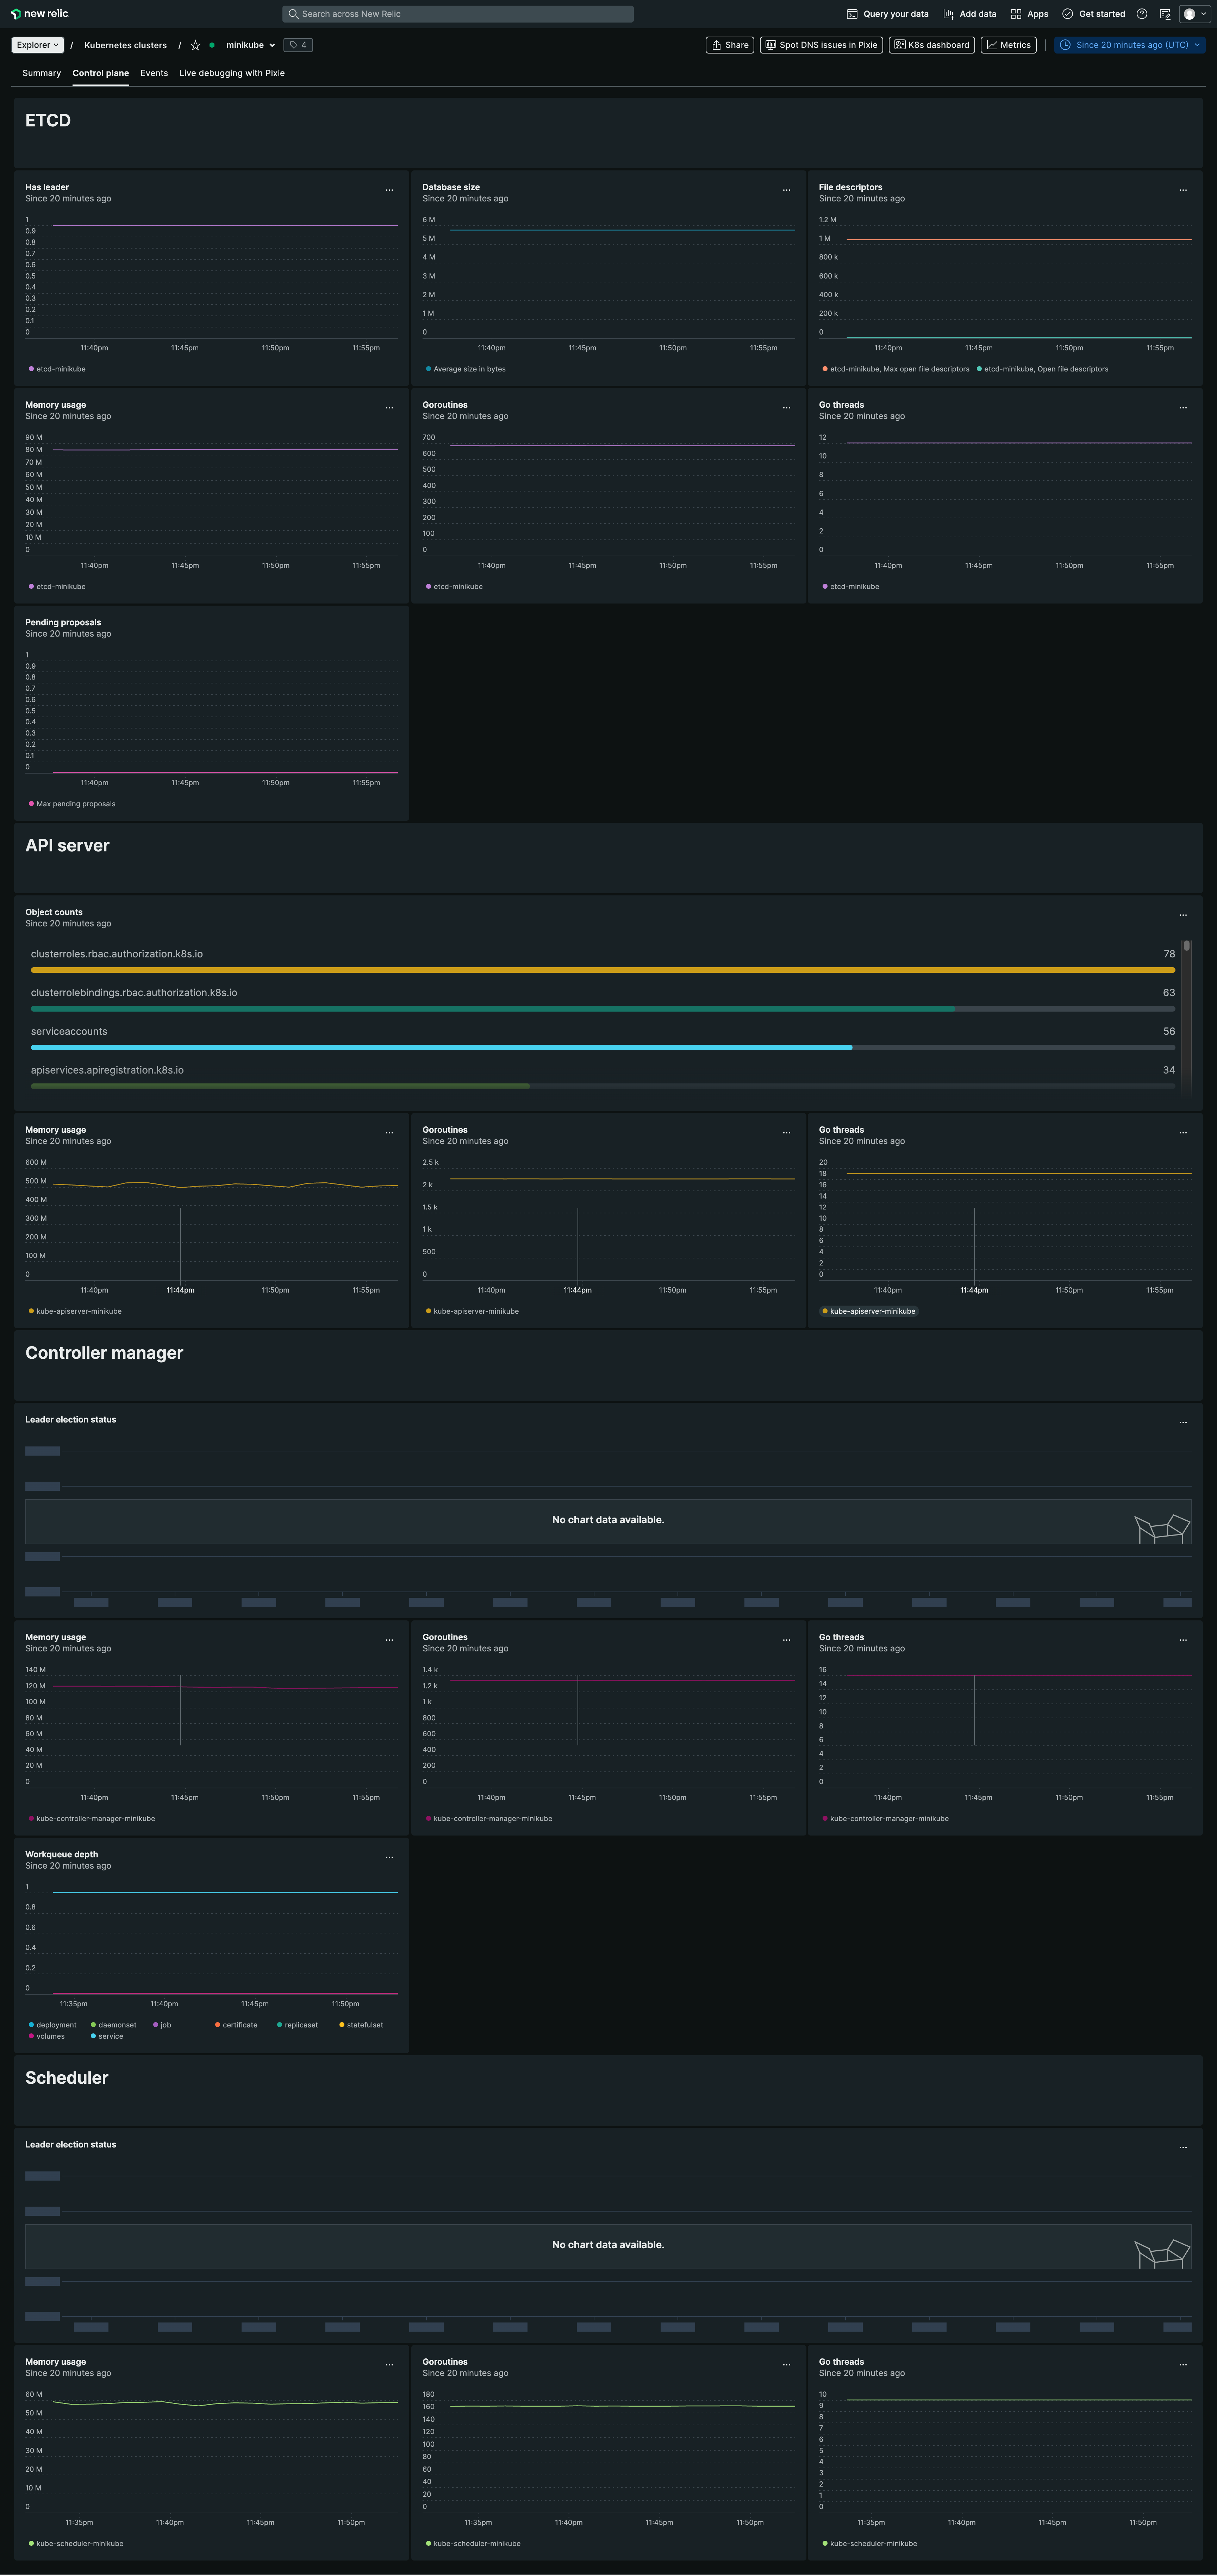 new relic
Search across New Relic
Query your data
Add data
Apps
Get started
Explorer / Kubernetes clusters / minikube 4
Share
Spot DNS issues in Pixie
K8s dashboard
Metrics
Since 20 minutes ago (UTC)
Summary
Control plane
Events
Live debugging with Pixie
ETCD
Has leader
Since 20 minutes ago
1
0.9
0.8
0.7
0.6
0.5
0.4
0.3
0.2
0.1
0
11:40pm 11:45pm 11:50pm 11:55pm
etcd-minikube
Database size
Since 20 minutes ago
6 M
5 M
4 M
3 M
2 M
1 M
0
11:40pm 11:45pm 11:50pm 11:55pm
Average size in bytes
File descriptors
Since 20 minutes ago
1.2 M
1 M
800 k
600 k
400 k
200 k
0
11:40pm 11:45pm 11:50pm 11:55pm
etcd-minikube, Max open file descriptors etcd-minikube, Open file descriptors
Memory usage
Since 20 minutes ago
90 M
80 M
70 M
60 M
50 M
40 M
30 M
20 M
10 M
0
11:40pm 11:45pm 11:50pm 11:55pm
etcd-minikube
Goroutines
Since 20 minutes ago
700
600
500
400
300
200
100
0
11:40pm 11:45pm 11:50pm 11:55pm
etcd-minikube
Go threads
Since 20 minutes ago
12
10
8
6
4
2
0
11:40pm 11:45pm 11:50pm 11:55pm
etcd-minikube
Pending proposals
Since 20 minutes ago
1
0.9
0.8
0.7
0.6
0.5
0.4
0.3
0.2
0.1
0
11:40pm 11:45pm 11:50pm 11:55pm
Max pending proposals
API server
Object counts
Since 20 minutes ago
clusterroles.rbac.authorization.k8s.io 78
clusterrolebindings.rbac.authorization.k8s.io 63
serviceaccounts 56
apiservices.apiregistration.k8s.io 34
Memory usage
Since 20 minutes ago
600 M
500 M
400 M
300 M
200 M
100 M
0
11:40pm 11:44pm 11:50pm 11:55pm
kube-apiserver-minikube
Goroutines
Since 20 minutes ago
2.5 k
2 k
1.5 k
1 k
500
0
11:40pm 11:44pm 11:50pm 11:55pm
kube-apiserver-minikube
Go threads
Since 20 minutes ago
20
18
16
14
12
10
8
6
4
2
0
11:40pm 11:44pm 11:50pm 11:55pm
kube-apiserver-minikube
Controller manager
Leader election status
No chart data available.
Memory usage
Since 20 minutes ago
140 M
120 M
100 M
80 M
60 M
40 M
20 M
0
11:40pm 11:45pm 11:50pm 11:55pm
kube-controller-manager-minikube
Goroutines
Since 20 minutes ago
1.4 k
1.2 k
1 k
800
600
400
200
0
11:40pm 11:45pm 11:50pm 11:55pm
kube-controller-manager-minikube
Go threads
Since 20 minutes ago
16
14
12
10
8
6
4
2
0
11:40pm 11:45pm 11:50pm 11:55pm
kube-controller-manager-minikube
Workqueue depth
Since 20 minutes ago
1
0.8
0.6
0.4
0.2
0
11:35pm 11:40pm 11:45pm 11:50pm
deployment daemonset job certificate replicaset statefulset
volumes service
Scheduler
Leader election status
No chart data available.
Memory usage
Since 20 minutes ago
60 M
50 M
40 M
30 M
20 M
10 M
0
11:35pm 11:40pm 11:45pm 11:50pm
kube-scheduler-minikube
Goroutines
Since 20 minutes ago
180
160
140
120
100
80
60
40
20
0
11:35pm 11:40pm 11:45pm 11:50pm
kube-scheduler-minikube
Go threads
Since 20 minutes ago
10
9
8
7
6
5
4
3
2
1
0
11:35pm 11:40pm 11:45pm 11:50pm
kube-scheduler-minikube